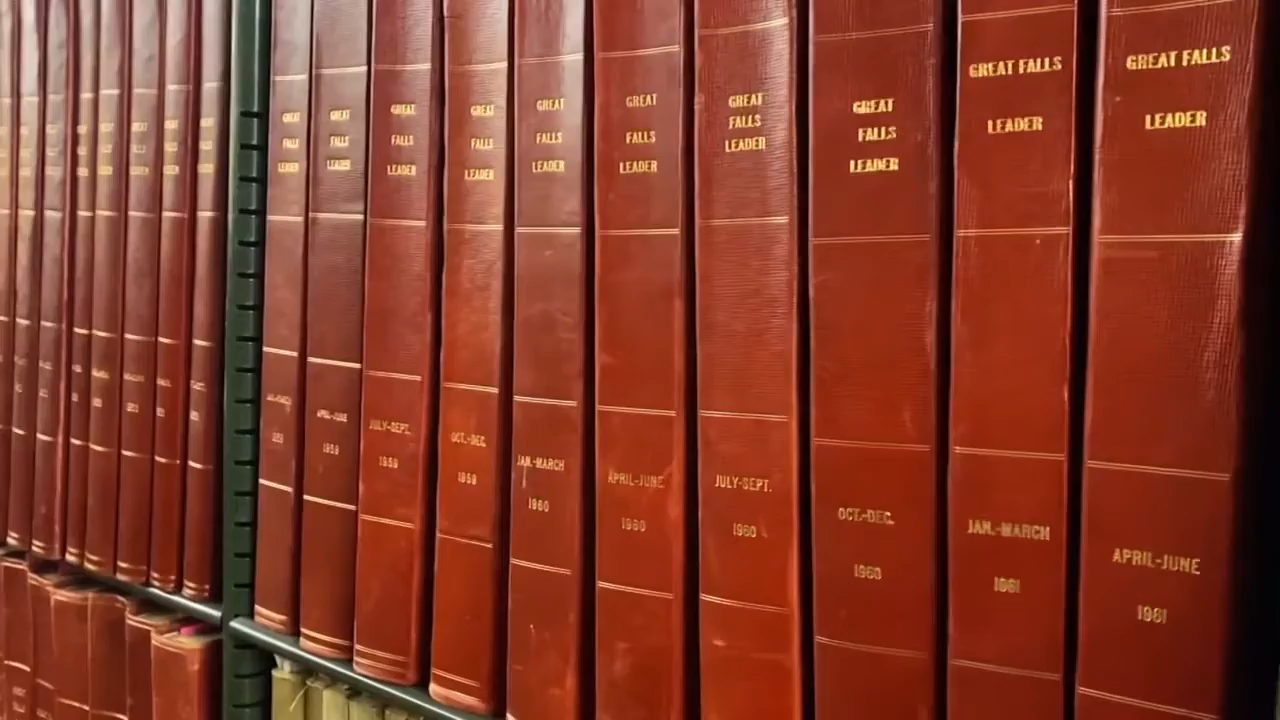 GREAT
FALLS
LEADER
JAN.-MARCH
GREAT
FALLS
LEADER
APRIL-JUNE
1959
GREAT
FALLS
LEADER
JULY-SEPT.
1959
GREAT
FALLS
LEADER
OCT.-DEC.
1959
GREAT
FALLS
LEADER
JAN.-MARCH
1960
GREAT
FALLS
LEADER
APRIL-JUNE
1960
GREAT
FALLS
LEADER
JULY-SEPT.
1960
GREAT
FALLS
LEADER
OCT.-DEC.
1960
GREAT FALLS
LEADER
JAN.-MARCH
1961
GREAT FALLS
LEADER
APRIL-JUNE
1961